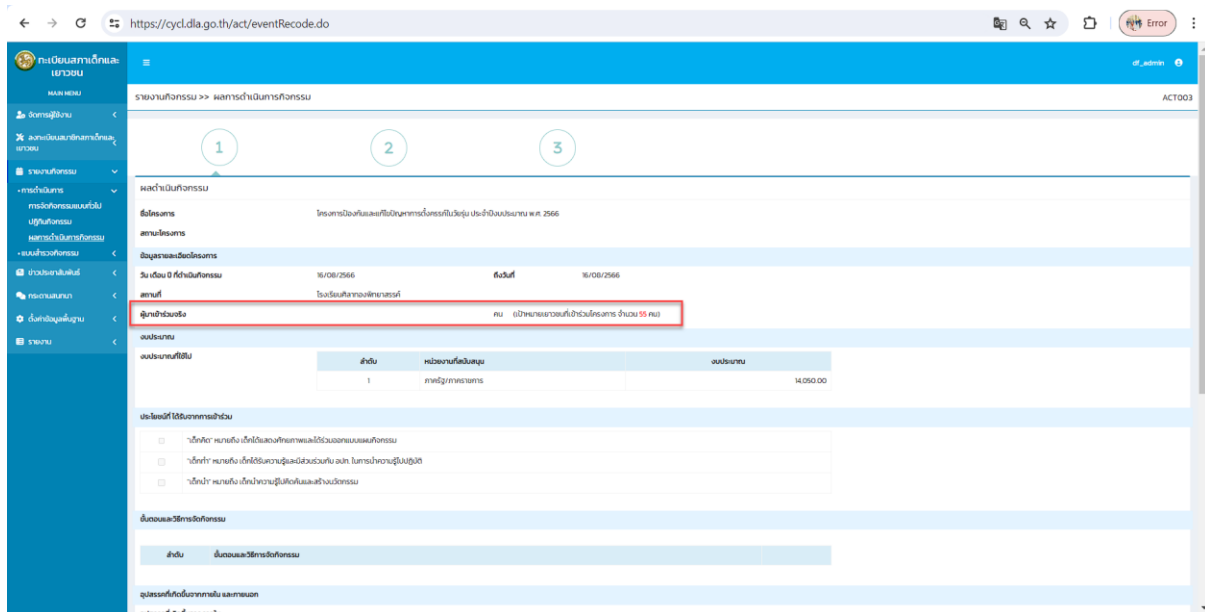 https://cycl.dla.go.th/act/eventRecode.do
Error
ทะเบียนสภาเด็กและ
เยาวชน
df_admin
MAIN MENU
รายงานกิจกรรม >> ผลการดำเนินการกิจกรรม
ACT003
จัดการผู้ใช้งาน
ลงทะเบียนสมาชิกสภาเด็กและ
เยาวชน
1
2
3
รายงานกิจกรรม
การดำเนินการ
การจัดกิจกรรมแบบทั่วไป
ปฏิทินกิจกรรม
ผลการดำเนินการกิจกรรม
แบบสำรวจกิจกรรม
ข่าวประชาสัมพันธ์
กระดานสนทนา
ตั้งค่าข้อมูลพื้นฐาน
รายงาน
ผลดำเนินกิจกรรม
ชื่อโครงการ โครงการป้องกันและแก้ไขปัญหาการตั้งครรภ์ในวัยรุ่น ประจำปีงบประมาณ พ.ศ. 2566
สถานะโครงการ
ข้อมูลรายละเอียดโครงการ
วัน เดือน ปี ที่ดำเนินกิจกรรม 16/08/2566 ถึงวันที่ 16/08/2566
สถานที่ โรงเรียนศิลาทองพิทยาสรรค์
ผู้มาเข้าร่วมจริง คน (เป้าหมายเยาวชนที่เข้าร่วมโครงการ จำนวน 55 คน)
งบประมาณ
งบประมาณที่ใช้ไป
ลำดับ หน่วยงานที่สนับสนุน งบประมาณ
1 ภาครัฐ/ภาคราชการ 14,050.00
ประโยชน์ที่ ได้รับจากการเข้าร่วม
"เด็กคิด" หมายถึง เด็กได้แสดงศักยภาพและได้ร่วมออกแบบแผนกิจกรรม
"เด็กทำ" หมายถึง เด็กได้รับความรู้และมีส่วนร่วมกับ อปท. ในการนำความรู้ไปปฏิบัติ
"เด็กนำ" หมายถึง เด็กนำความรู้ไปคิดค้นและสร้างนวัตกรรม
ขั้นตอนและวิธีการจัดกิจกรรม
ลำดับ ขั้นตอนและวิธีการจัดกิจกรรม
อุปสรรคที่เกิดขึ้นจากภายใน และภายนอก